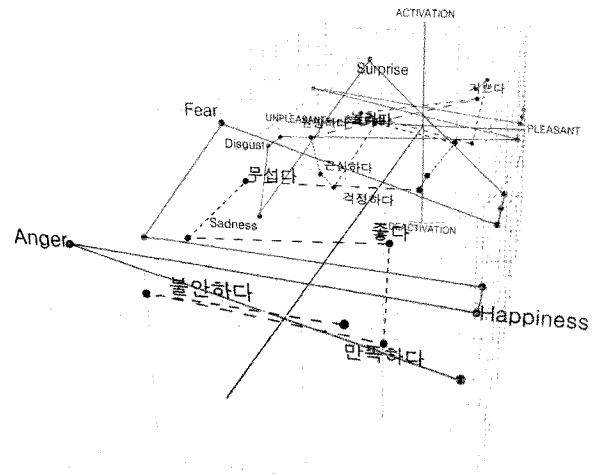 ACTIVATION
Surprise
기쁘다
Fear
UNPLEASANT
PLEASANT
Disgust
근심하다
무섭다
걱정하다
Sadness
DEACTIVATION
좋다
Anger
불안하다
Happiness
만족하다